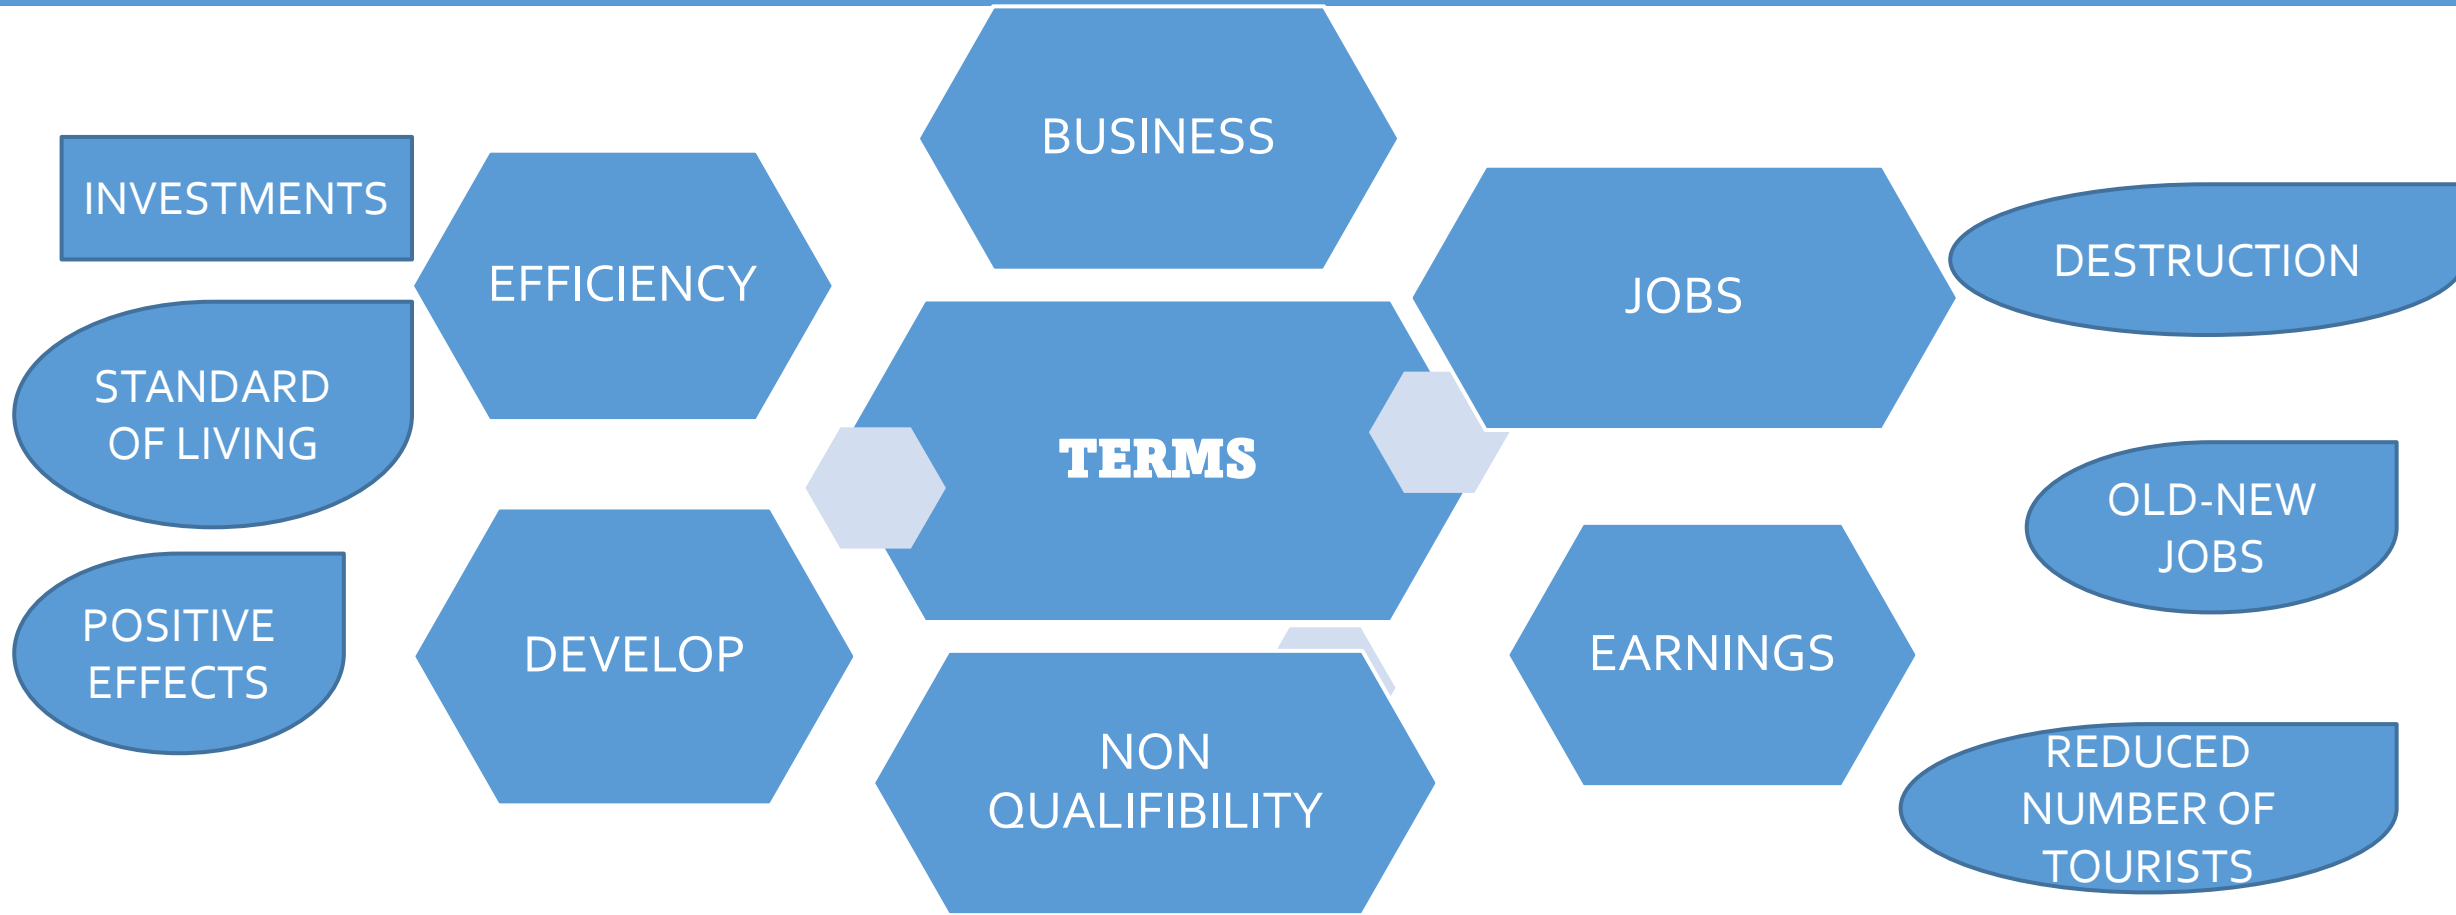 BUSINESS
INVESTMENTS
EFFICIENCY
JOBS
DESTRUCTION
STANDARD
OF LIVING
TERMS
OLD-NEW
JOBS
POSITIVE
EFFECTS
DEVELOP
EARNINGS
NON
QUALIFIBILITY
REDUCED
NUMBER OF
TOURISTS